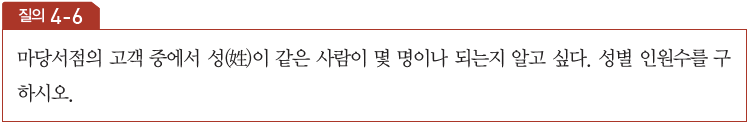 질의 4-6
마당서점의 고객 중에서 성(姓)이 같은 사람이 몇 명이나 되는지 알고 싶다. 성별 인원수를 구
하시오.